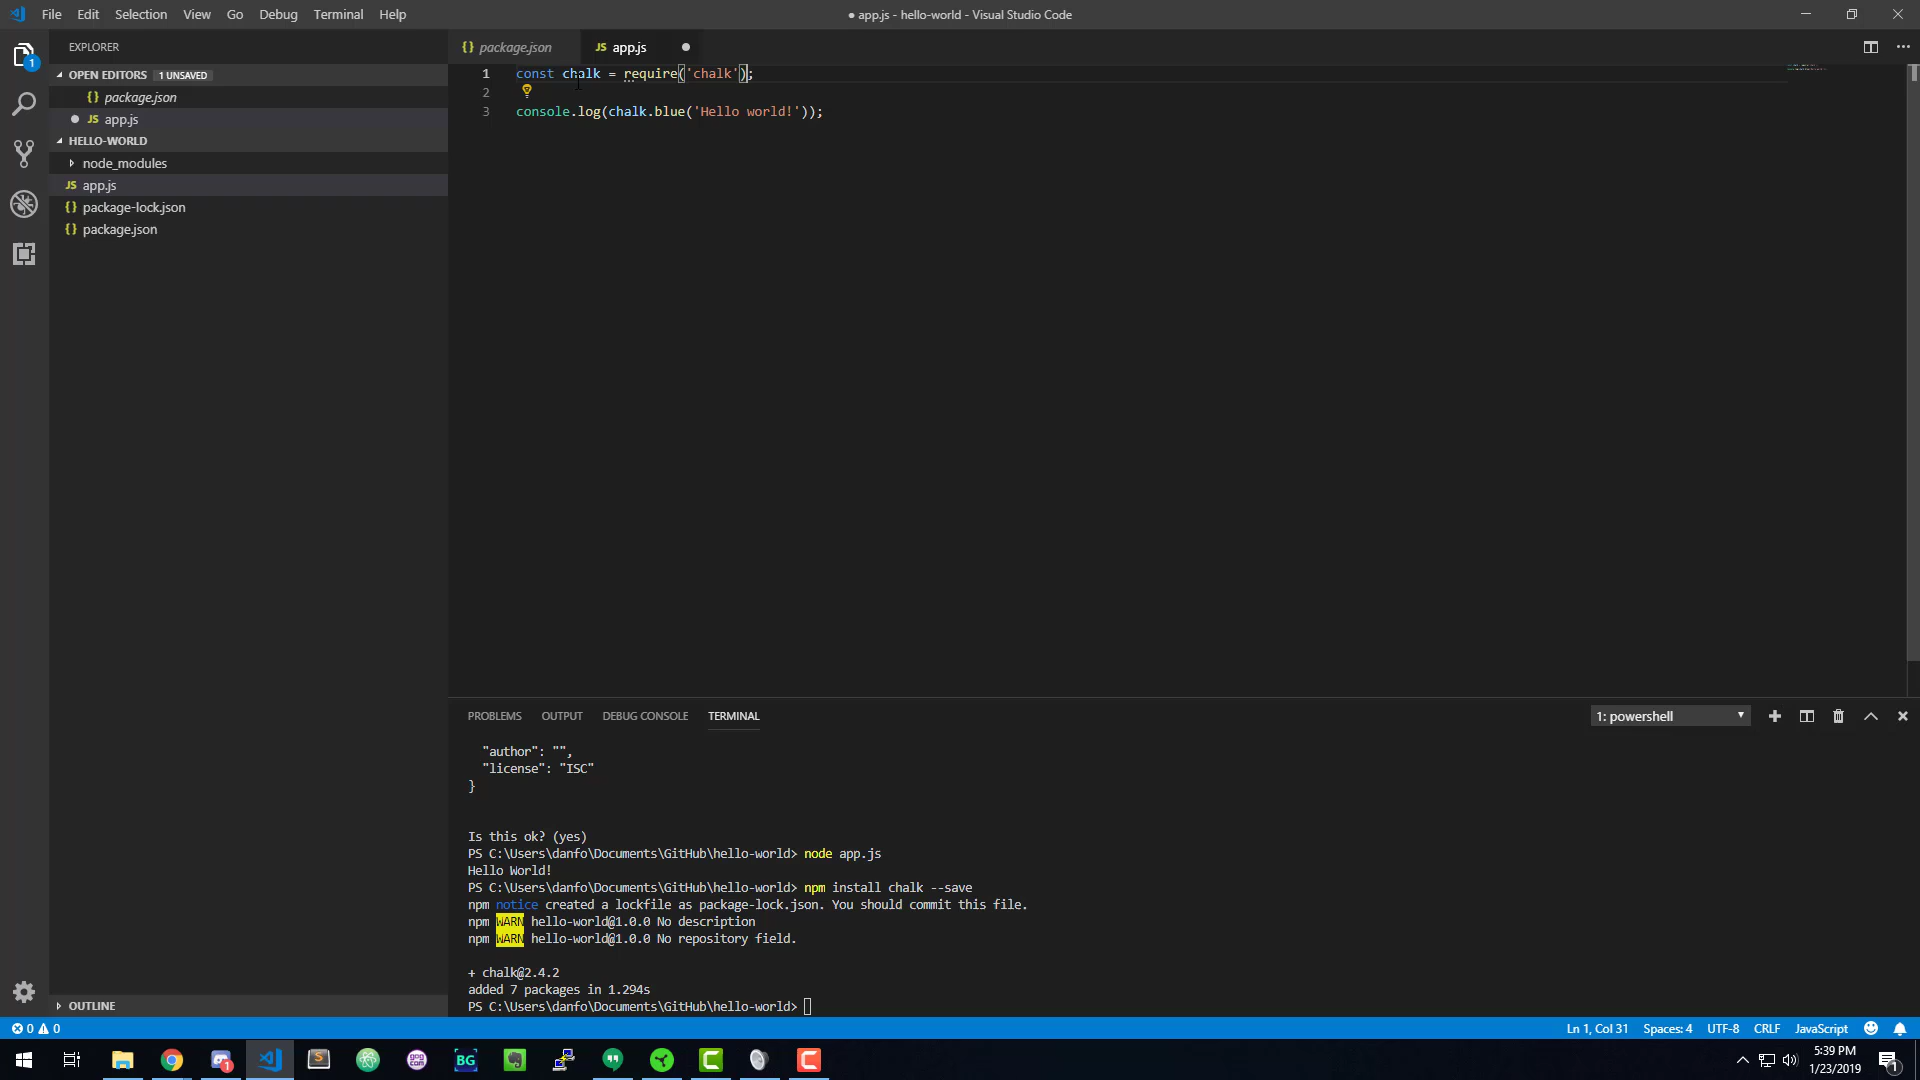 File Edit Selection View Go Debug Terminal Help
● app.js - hello-world - Visual Studio Code
EXPLORER
OPEN EDITORS 1 UNSAVED
{} package.json
● JS app.js
HELLO-WORLD
node_modules
JS app.js
{} package-lock.json
{} package.json
OUTLINE
1
{} package.json
JS app.js ●
1 const chalk = require('chalk');
2
3 console.log(chalk.blue('Hello world!'));
PROBLEMS OUTPUT DEBUG CONSOLE TERMINAL
1: powershell
"author": "",
"license": "ISC"
}
Is this ok? (yes)
PS C:\Users\danfo\Documents\GitHub\hello-world> node app.js
Hello World!
PS C:\Users\danfo\Documents\GitHub\hello-world> npm install chalk --save
npm notice created a lockfile as package-lock.json. You should commit this file.
npm WARN hello-world@1.0.0 No description
npm WARN hello-world@1.0.0 No repository field.
+ chalk@2.4.2
added 7 packages in 1.294s
PS C:\Users\danfo\Documents\GitHub\hello-world>
0 0
Ln 1, Col 31 Spaces: 4 UTF-8 CRLF JavaScript
1
S
GOG COM
BG
5:39 PM
1/23/2019
1